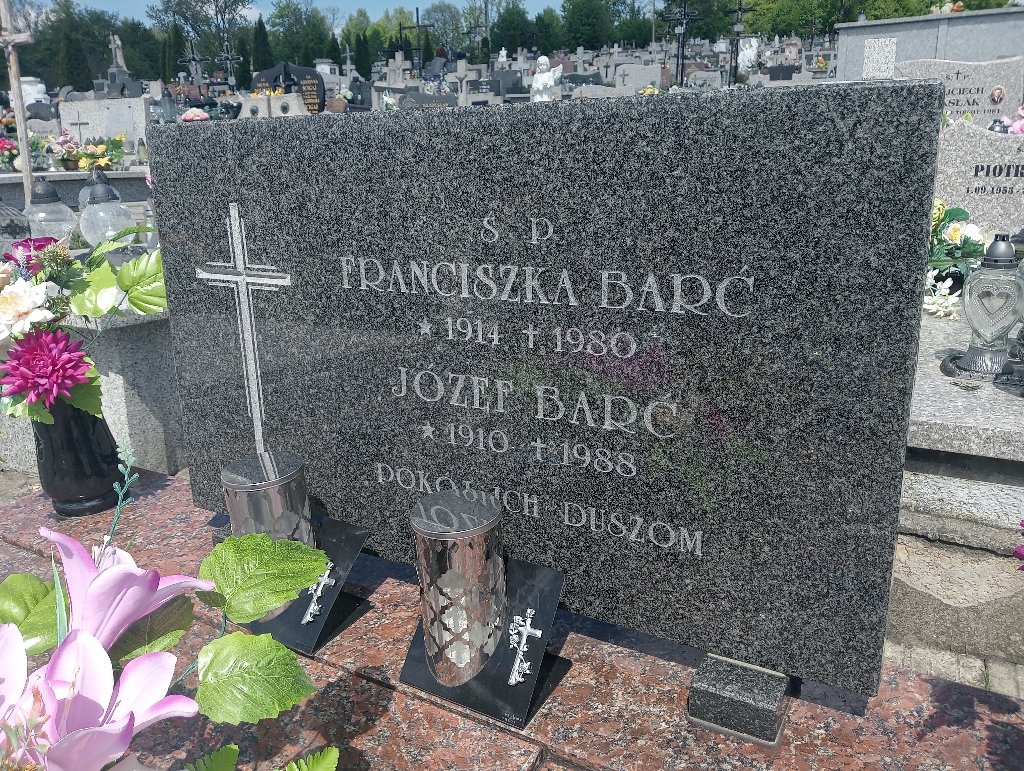 Ś P
FRANCISZKA BARĆ
★ 1914 † 1980
JÓZEF BARĆ
★ 1910 † 1988
POKÓJ ICH DUSZOM
PIOTR